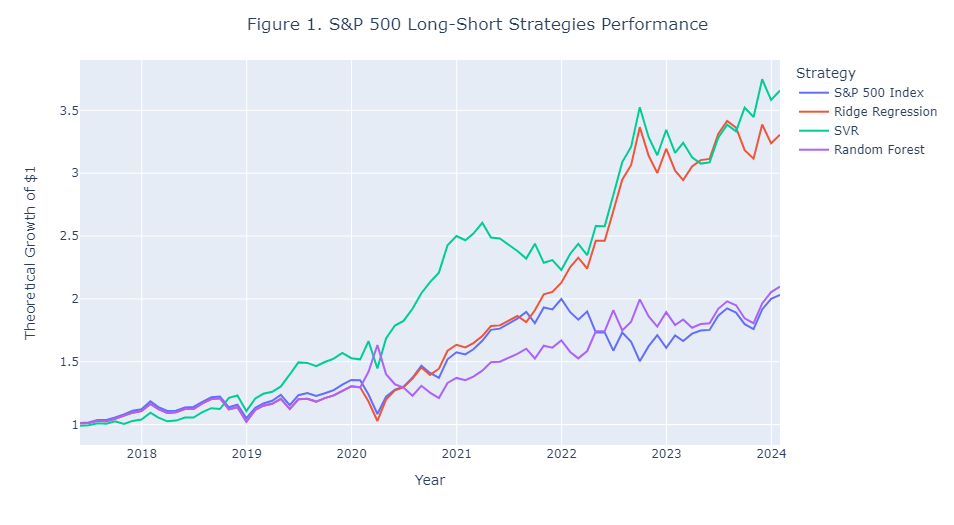 Figure 1. S&P 500 Long-Short Strategies Performance
Strategy
S&P 500 Index
Ridge Regression
SVR
Random Forest
Theoretical Growth of $1
3.5
3
2.5
2
1.5
1
2018
2019
2020
2021
2022
2023
2024
Year